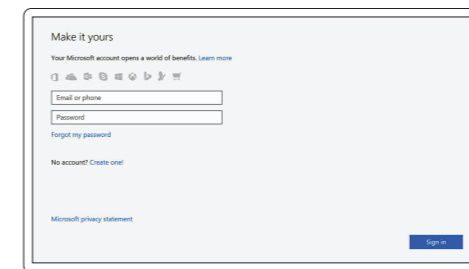 Make it yours
Your Microsoft account opens a world of benefits. Learn more
Email or phone
Password
Forgot my password
No account? Create one!
Microsoft privacy statement
Sign in